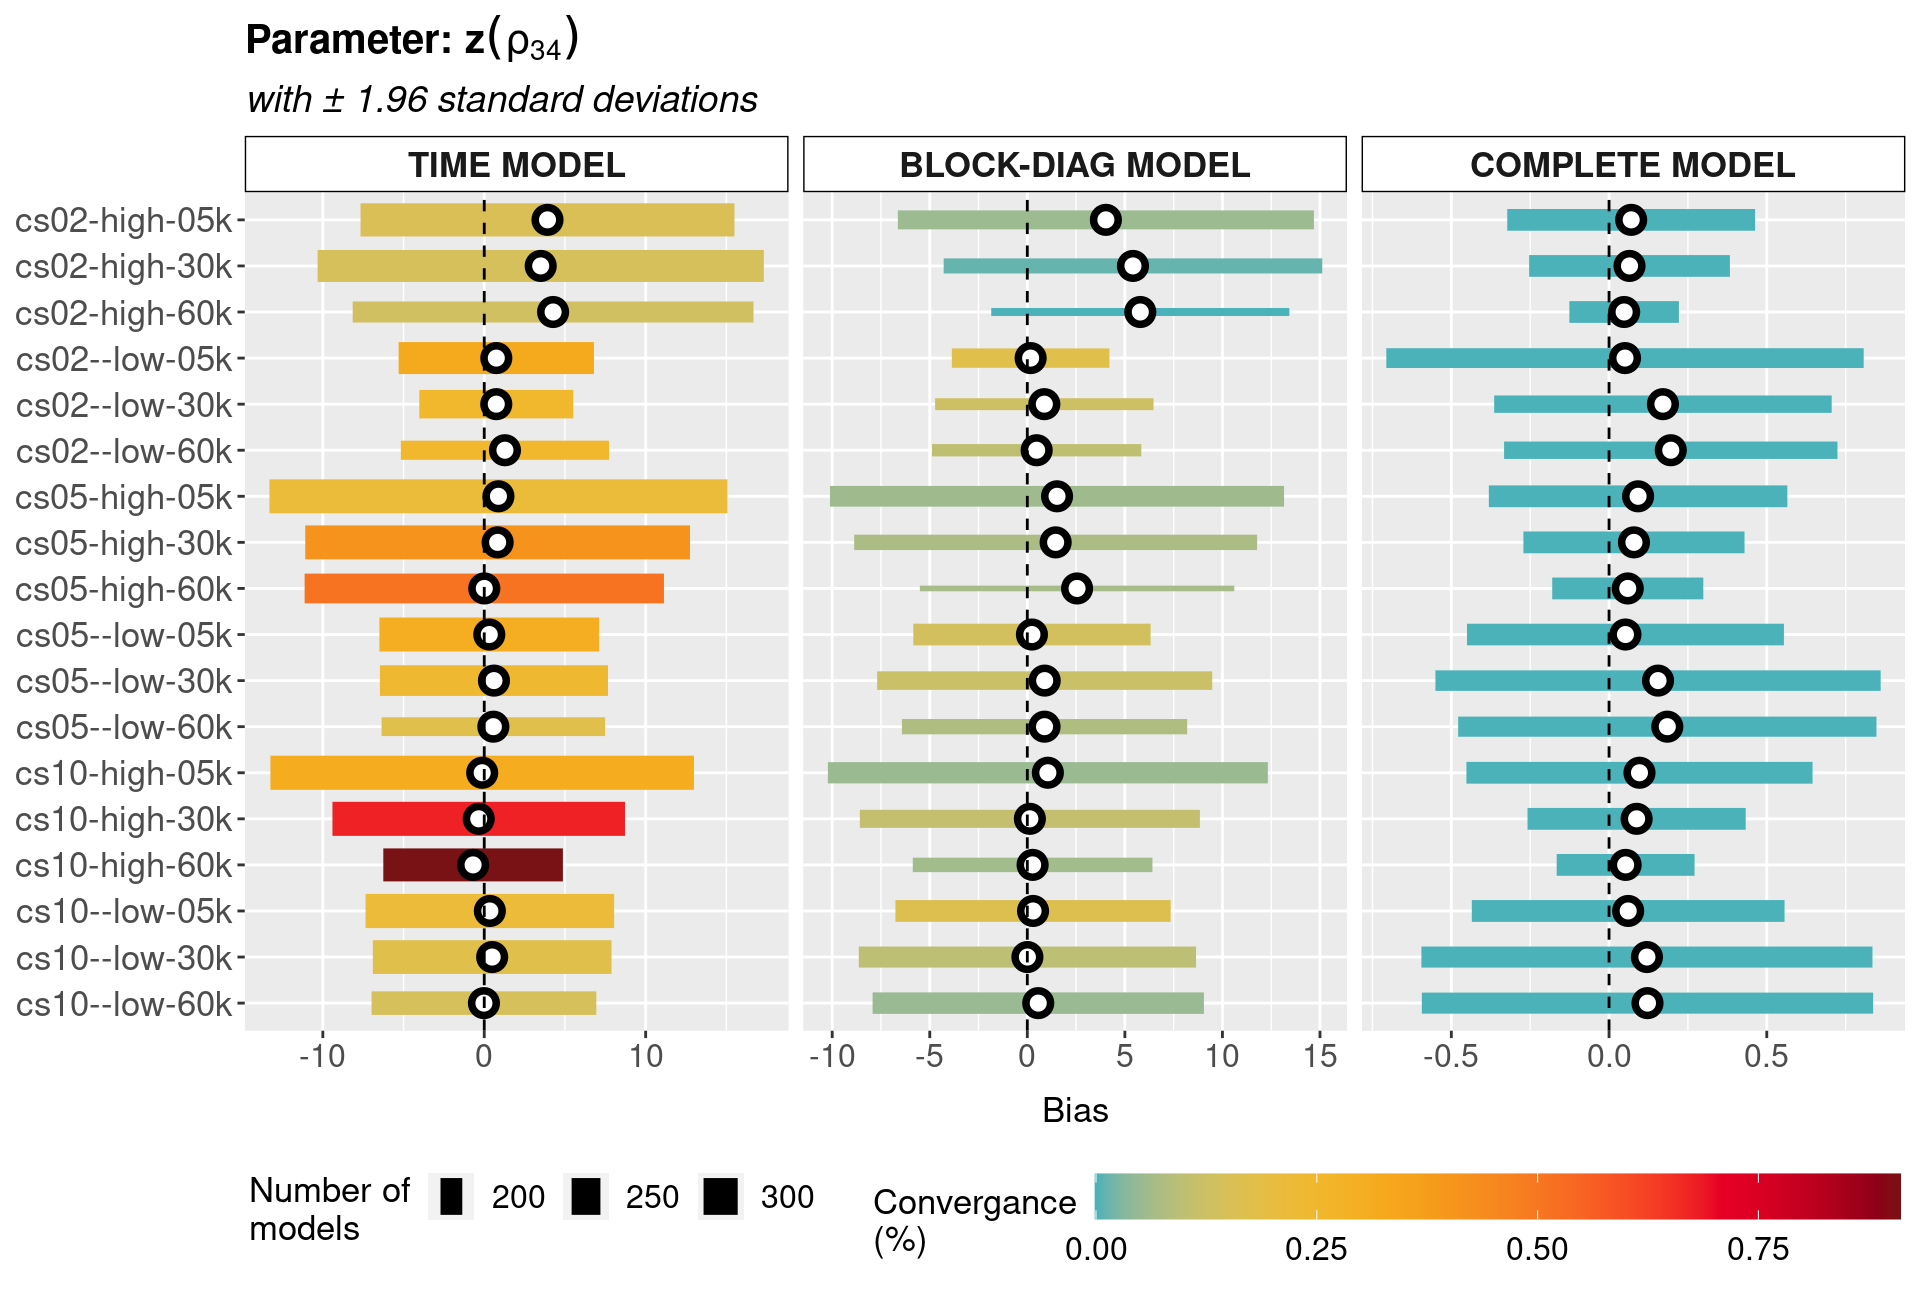 Parameter: z(ρ34)
with ± 1.96 standard deviations
TIME MODEL
BLOCK-DIAG MODEL
COMPLETE MODEL
cs02-high-05k
cs02-high-30k
cs02-high-60k
cs02--low-05k
cs02--low-30k
cs02--low-60k
cs05-high-05k
cs05-high-30k
cs05-high-60k
cs05--low-05k
cs05--low-30k
cs05--low-60k
cs10-high-05k
cs10-high-30k
cs10-high-60k
cs10--low-05k
cs10--low-30k
cs10--low-60k
-10 0 10
-10 -5 0 5 10 15
-0.5 0.0 0.5
Bias
Number of
models
200 250 300
Convergance
(%)
0.00 0.25 0.50 0.75